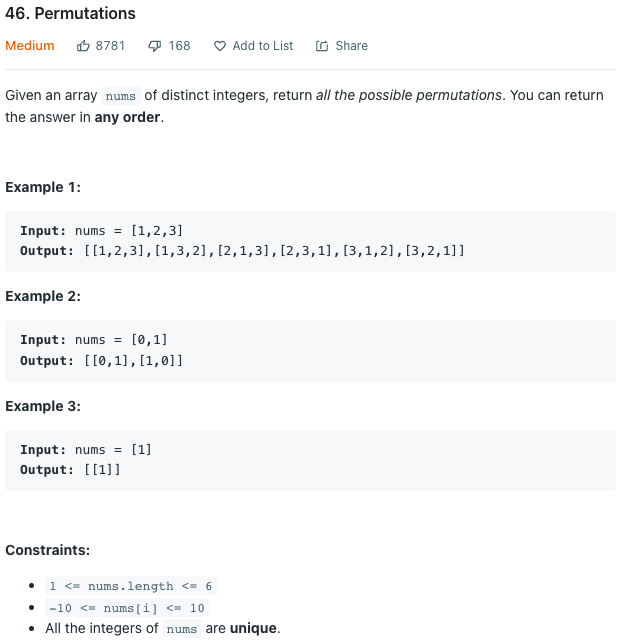 46. Permutations
Medium 8781 168 Add to List Share
Given an array nums of distinct integers, return all the possible permutations. You can return
the answer in any order.
Example 1:
Input: nums = [1,2,3]
Output: [[1,2,3],[1,3,2],[2,1,3],[2,3,1],[3,1,2],[3,2,1]]
Example 2:
Input: nums = [0,1]
Output: [[0,1],[1,0]]
Example 3:
Input: nums = [1]
Output: [[1]]
Constraints:
1 <= nums.length <= 6
-10 <= nums[i] <= 10
All the integers of nums are unique.